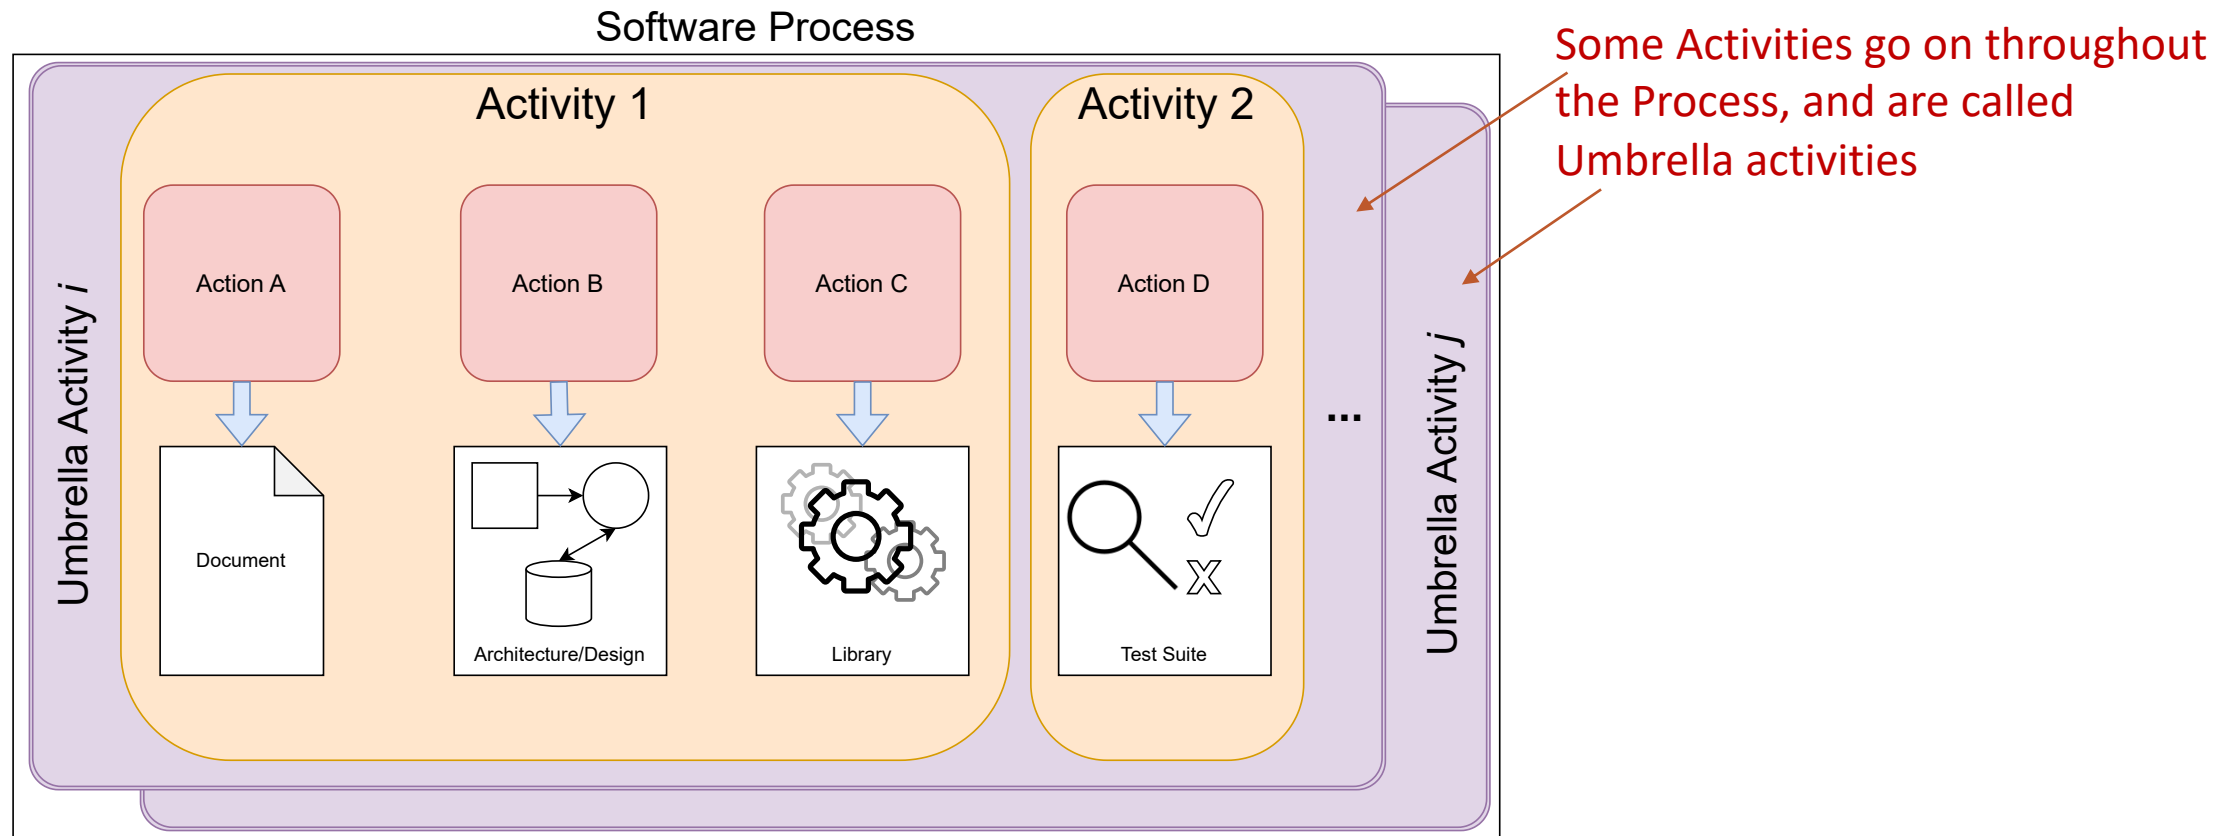 Software Process
Some Activities go on throughout
the Process, and are called
Umbrella activities
Activity 1
Activity 2
Umbrella Activity i
Action A
Action B
Action C
Action D
...
Umbrella Activity j
Document
Architecture/Design
Library
Test Suite